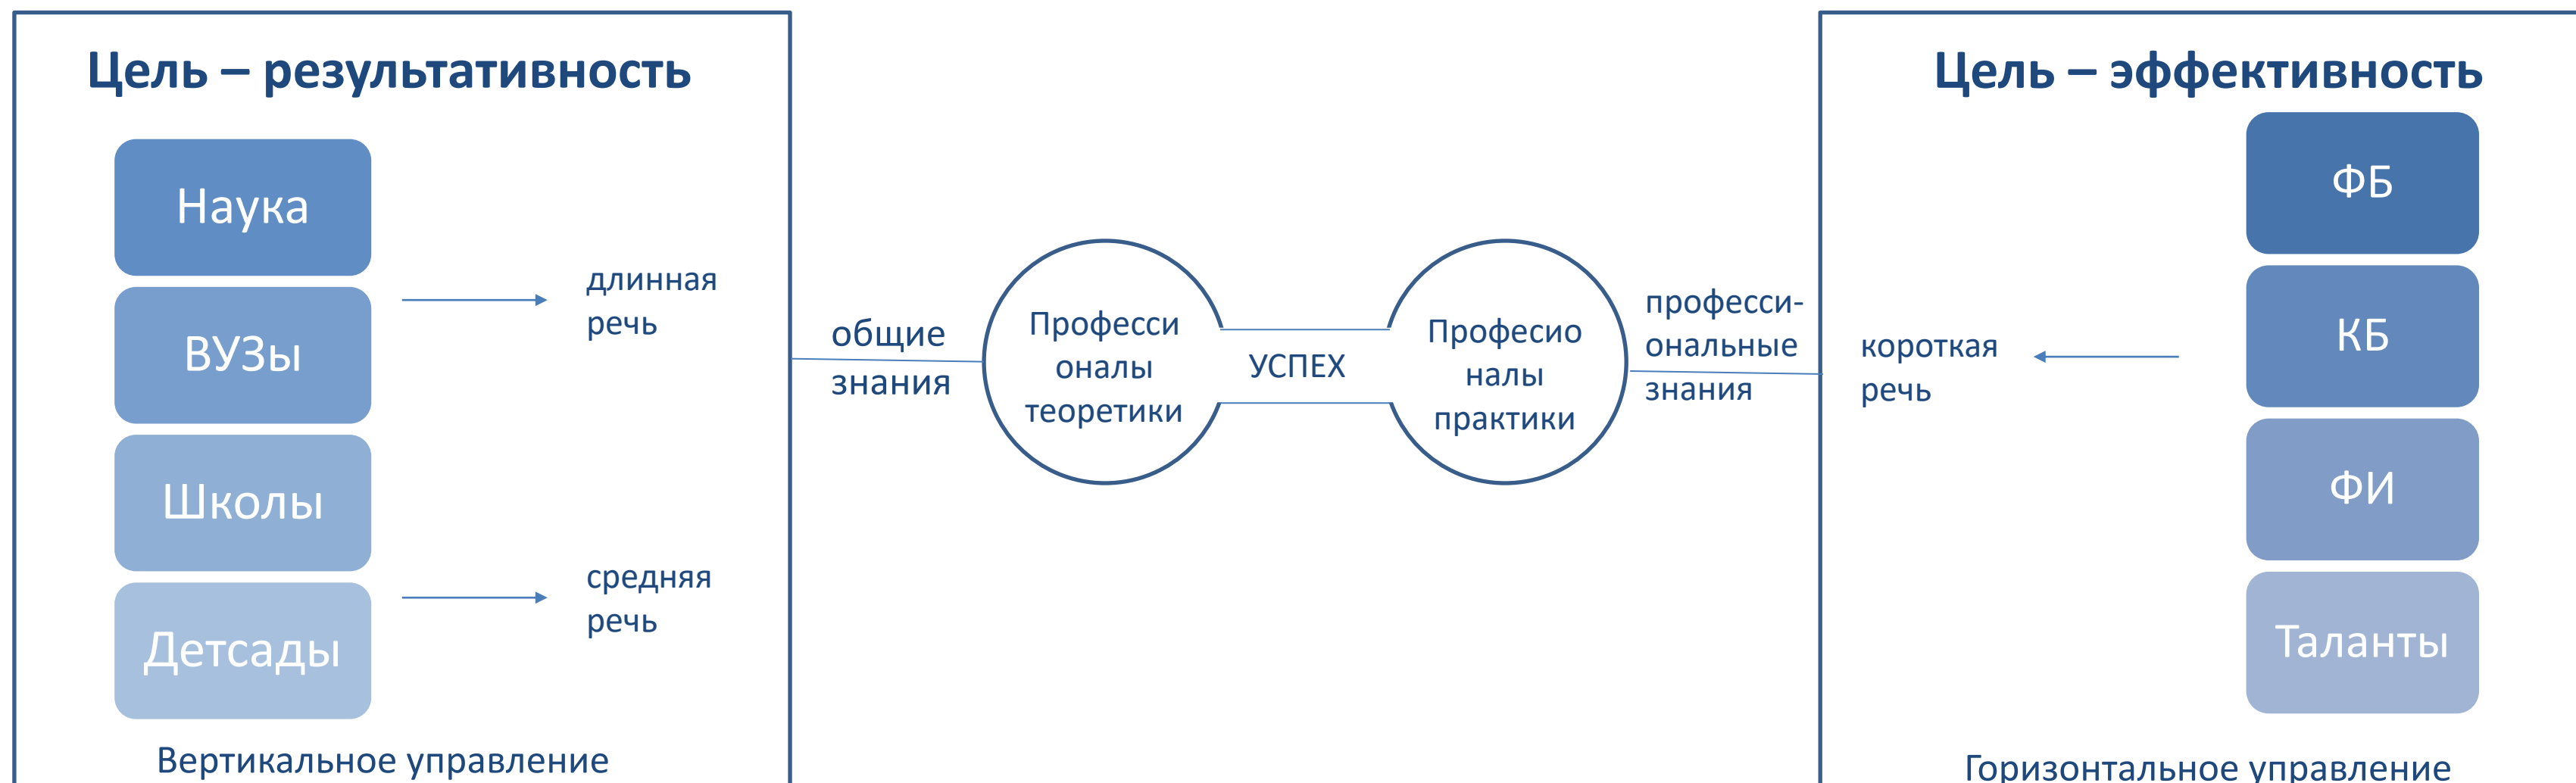 Цель – результативность
Наука
ВУЗы
Школы
Детсады
длинная
речь
средняя
речь
Вертикальное управление
общие
знания
Професси
оналы
теоретики
УСПЕХ
Професио
налы
практики
професси-
ональные
знания
Цель – эффективность
короткая
речь
ФБ
КБ
ФИ
Таланты
Горизонтальное управление